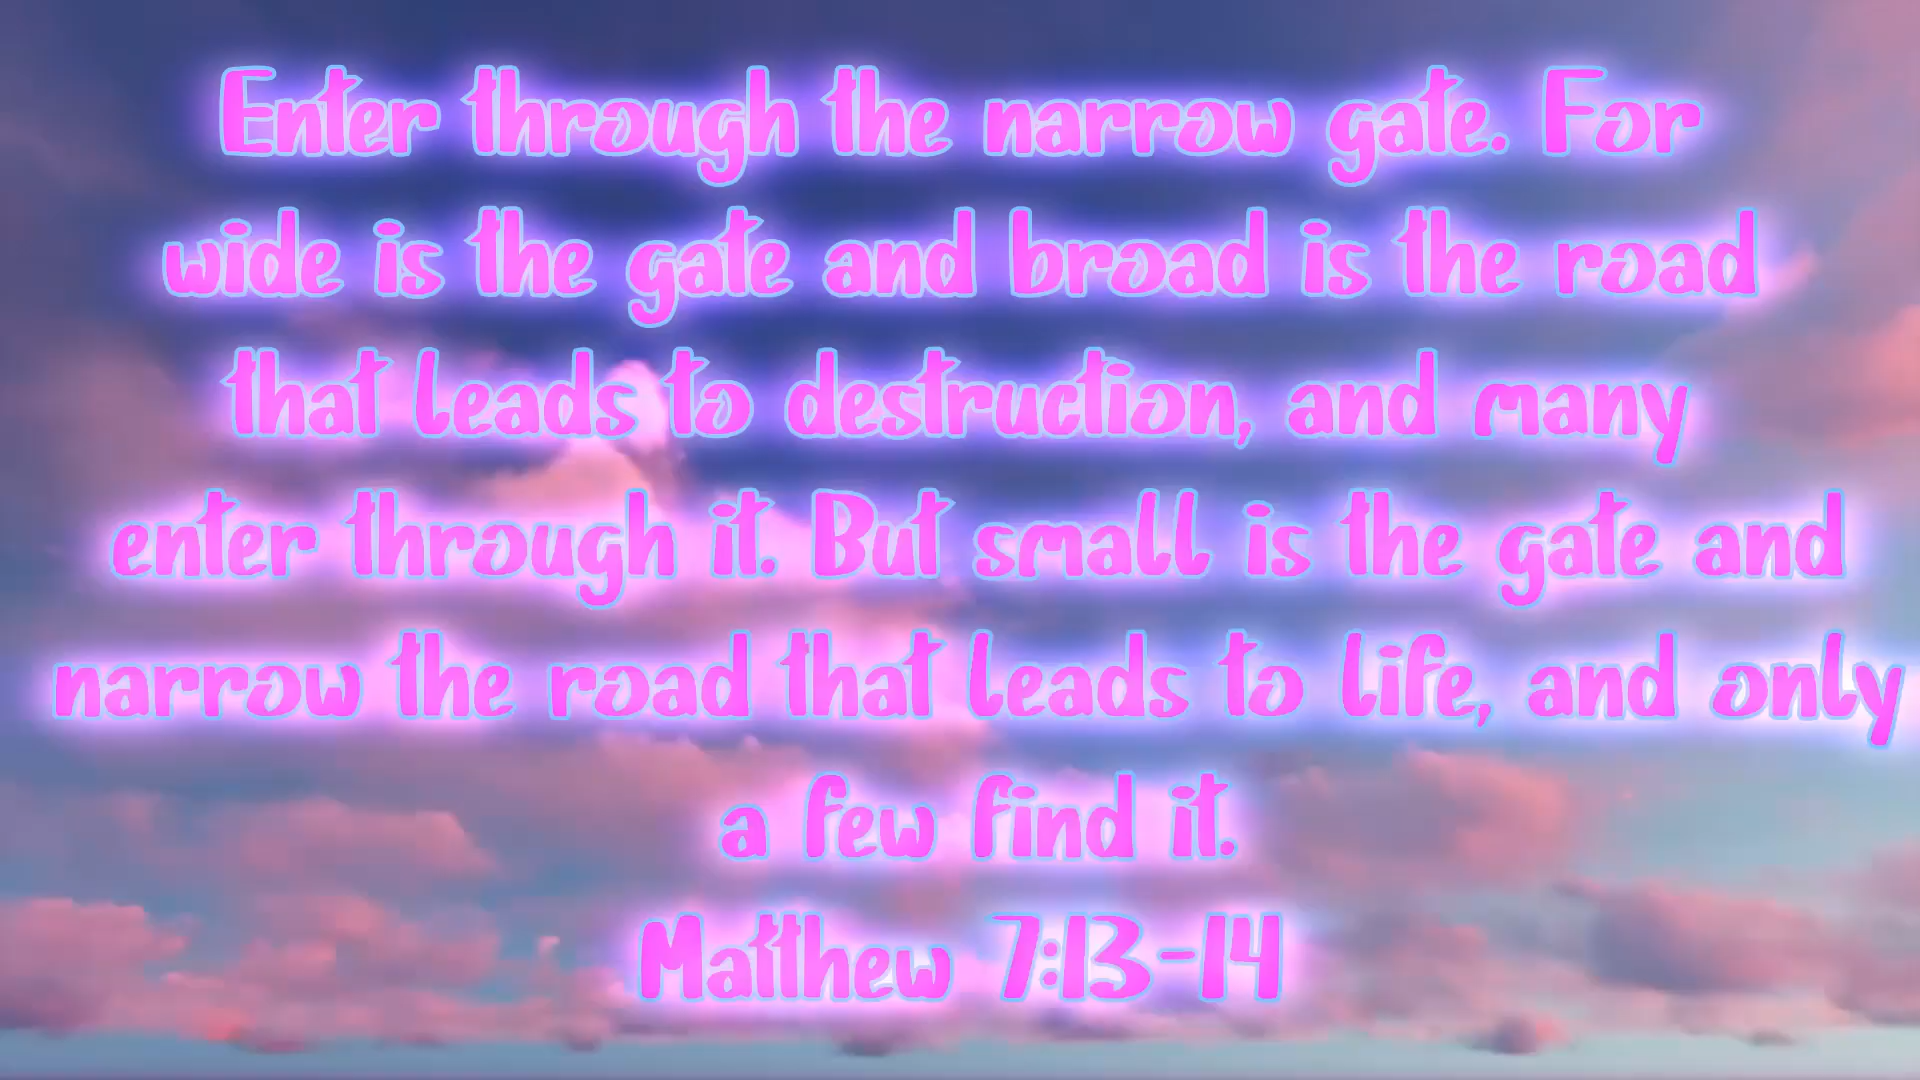 Enter through the narrow gate. For
wide is the gate and broad is the road
that leads to destruction, and many
enter through it. But small is the gate and
narrow the road that leads to life, and only
a few find it.
Matthew 7:13-14